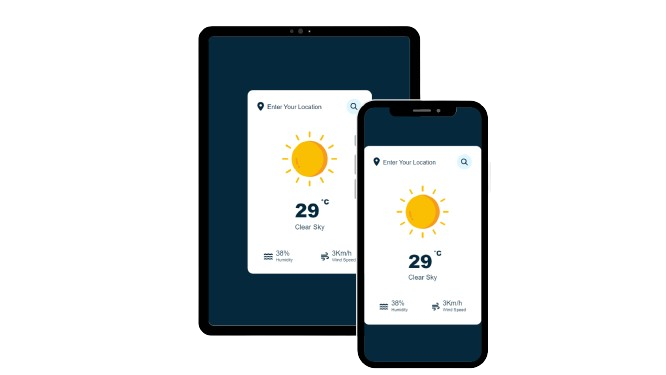 Enter Your Location
29 °C
Clear Sky
38%
Humidity
3Km/h
Wind Speed
Enter Your Location
29 °C
Clear Sky
38%
Humidity
3Km/h
Wind Speed